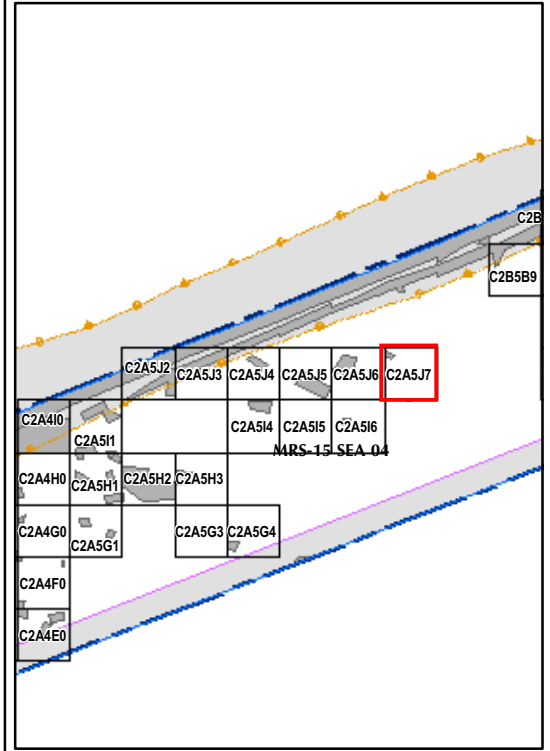 C2B
C2B5B9
C2A5J2
C2A5J3
C2A5J4
C2A5J5
C2A5J6
C2A5J7
C2A4I0
C2A5I1
C2A5I4
C2A5I5
C2A5I6
MRS-15 SEA 04
C2A4H0
C2A5H1
C2A5H2
C2A5H3
C2A4G0
C2A5G1
C2A5G3
C2A5G4
C2A4F0
C2A4E0